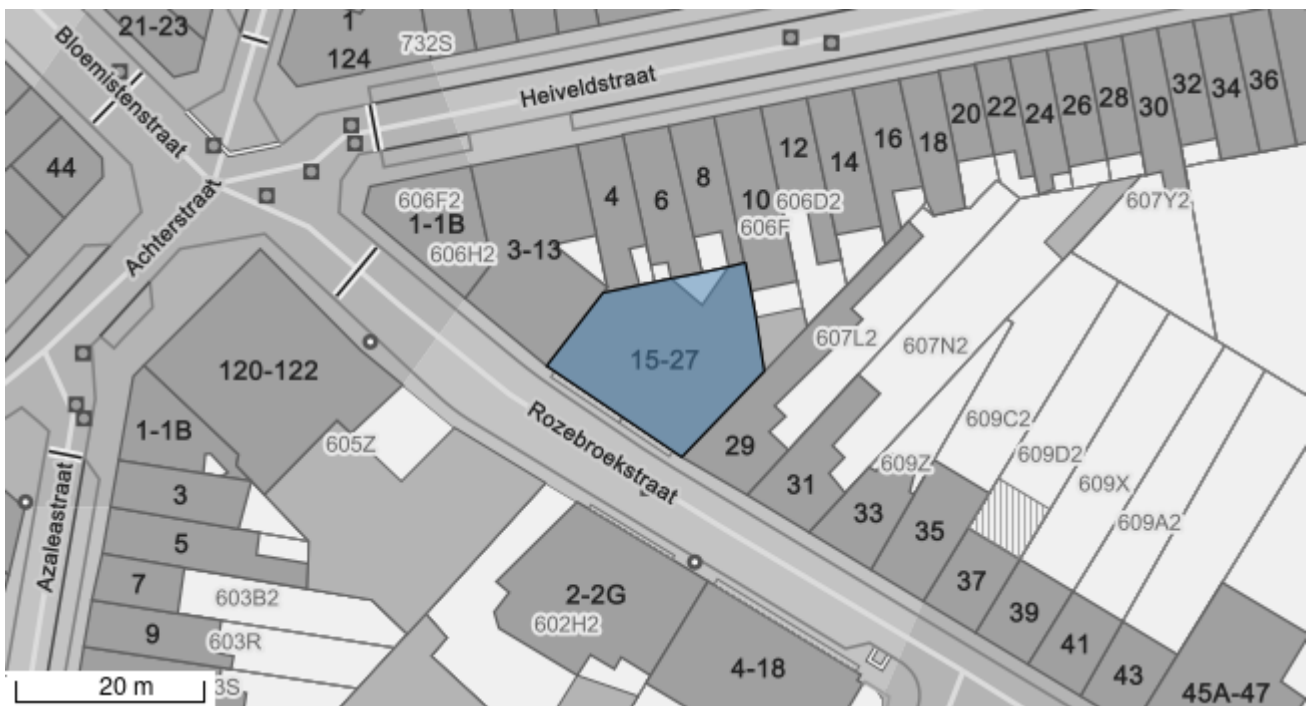 21-23
1
124
732S
Bloemistenstraat
Heiveldstraat
44
Achterstraat
606F2
1-1B
606H2
3-13
4
6
8
10
12
606D2
606F
14
16
18
20
22
24
26
28
30
32
34
36
607Y2
120-122
15-27
607L2
607N2
605Z
Rozebroekstraat
1-1B
3
5
7
9
Azaleastraat
603B2
603R
3S
29
31
33
35
37
39
41
43
45A-47
609Z
609C2
609D2
609X
609A2
2-2G
602H2
4-18
20 m